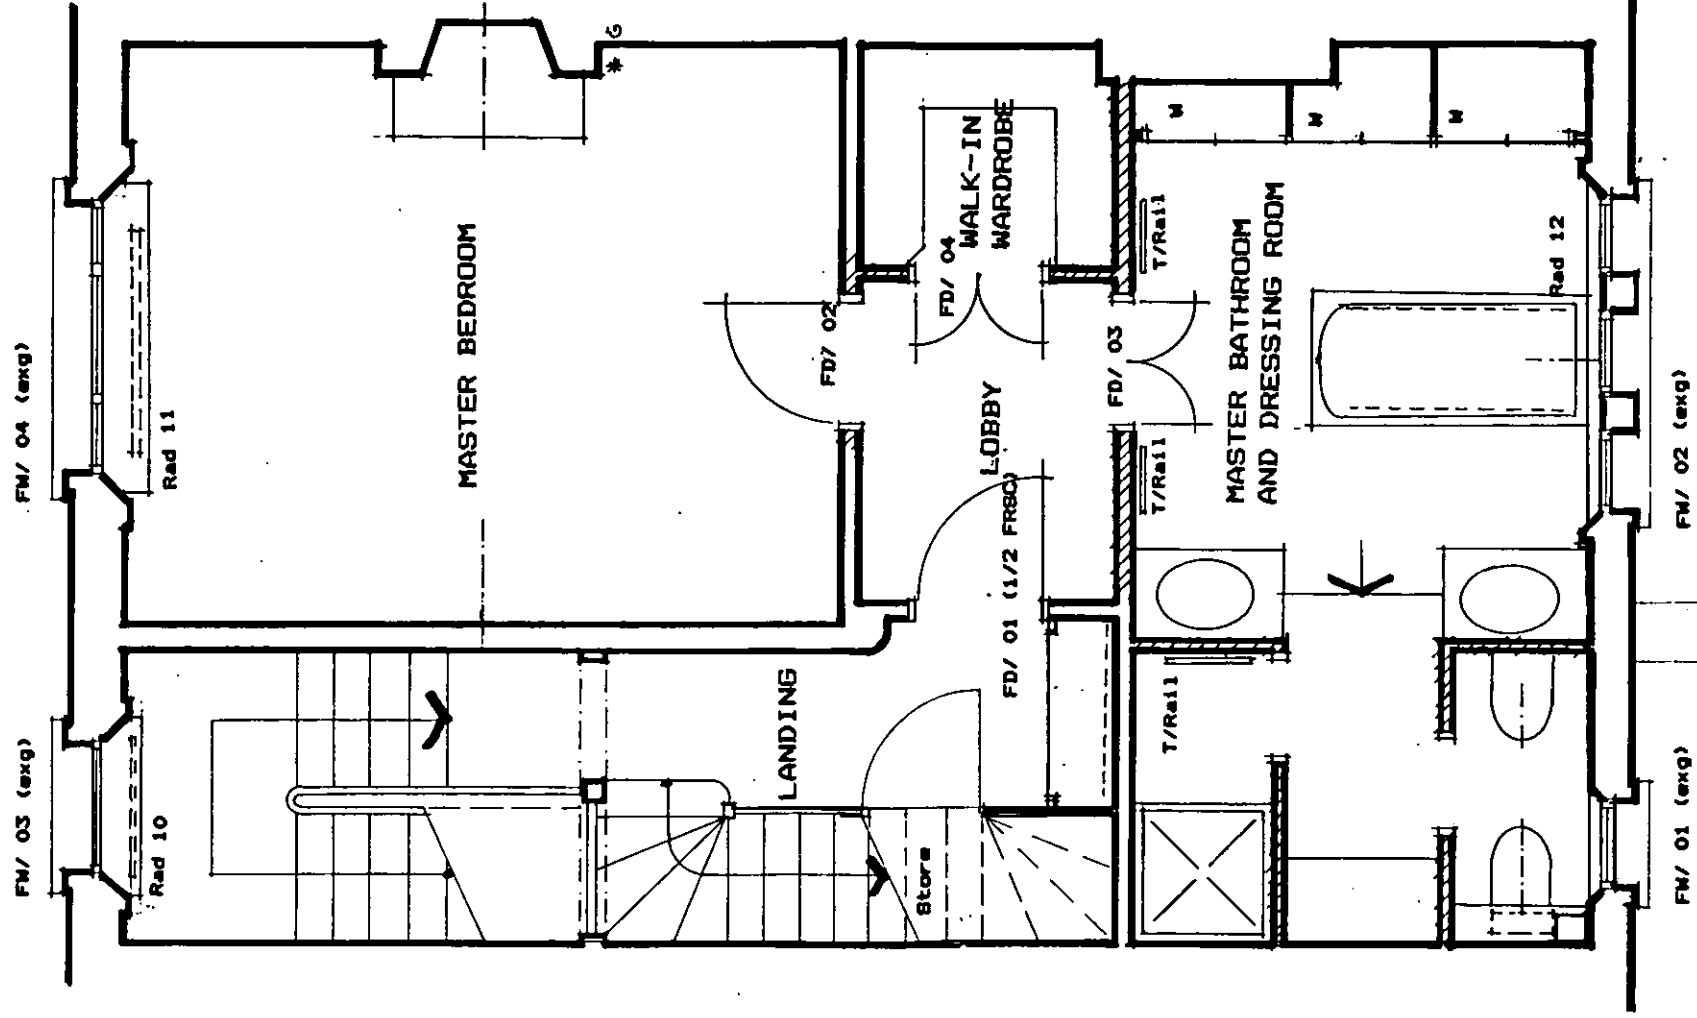 FW/ 04 (exg)
Rad 11
FW/ 03 (exg)
Rad 10
MASTER BEDROOM
* G
FD/ 02
LANDING
Store
FD/ 04
WALK-IN
WARDROBE
LOBBY
FD/ 01 (1/2 FRSC)
FD/ 03
T/Rail
T/Rail
T/Rail
W
W
W
MASTER BATHROOM
AND DRESSING ROOM
Rad 12
FW/ 02 (exg)
FW/ 01 (exg)